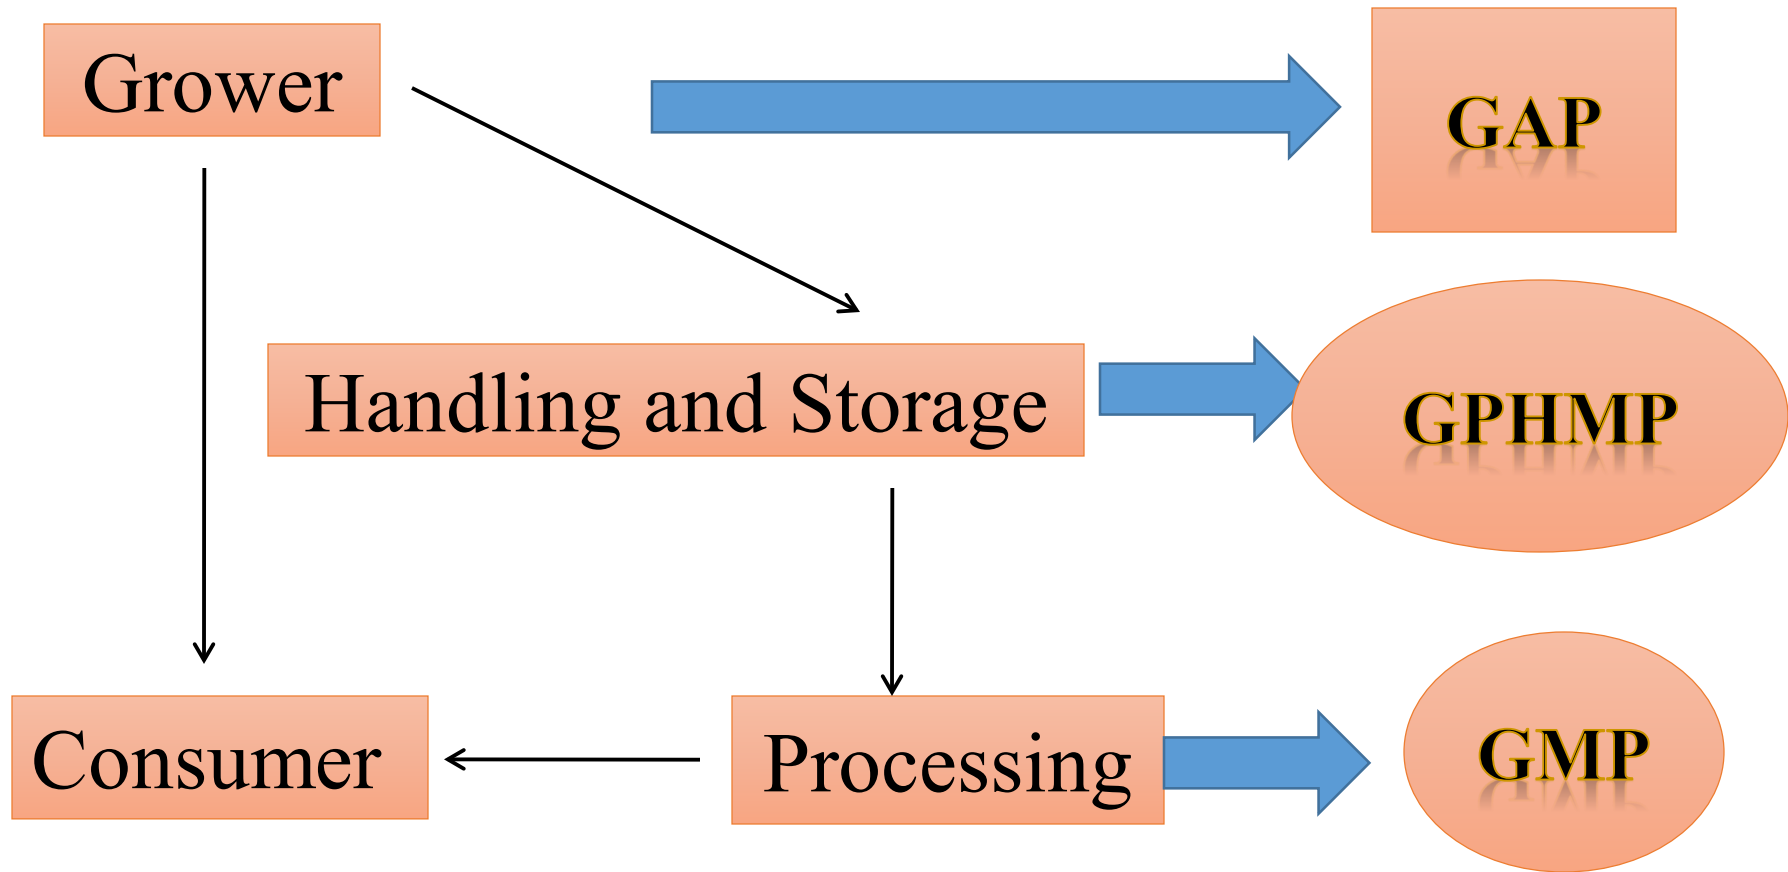 Grower
GAP
Handling and Storage
GPHMP
Consumer
Processing
GMP